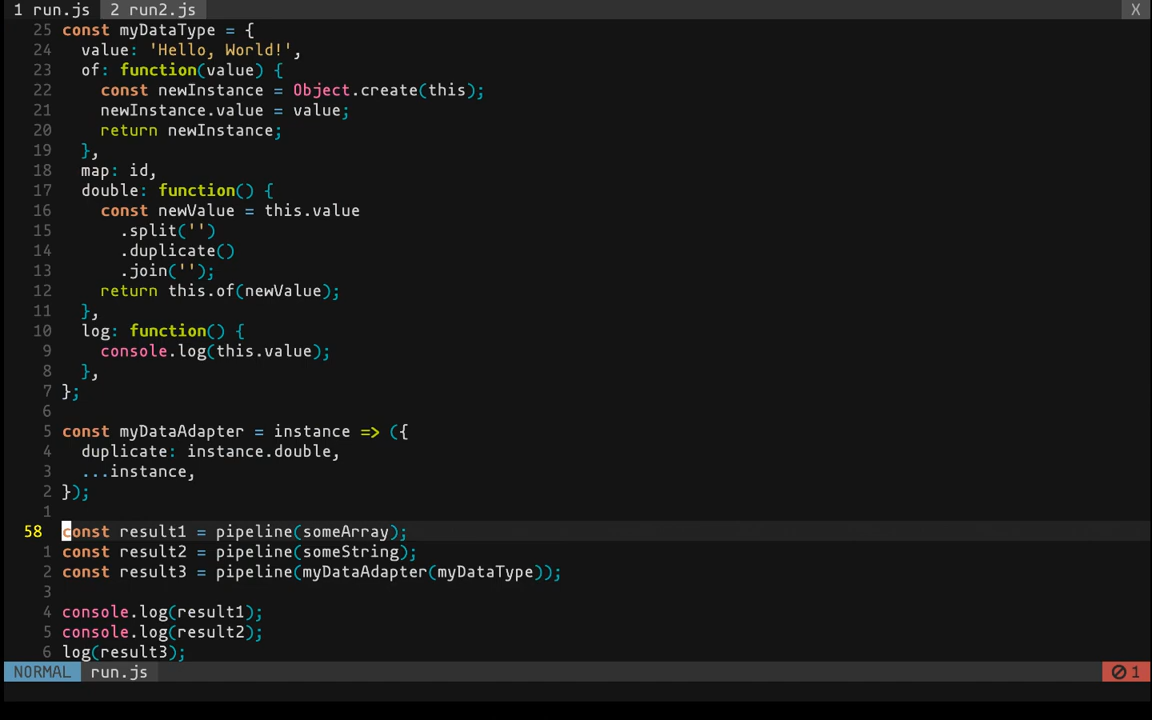 1 run.js 2 run2.js X
25 const myDataType = {
24 value: 'Hello, World!',
23 of: function(value) {
22 const newInstance = Object.create(this);
21 newInstance.value = value;
20 return newInstance;
19 },
18 map: id,
17 double: function() {
16 const newValue = this.value
15 .split('')
14 .duplicate()
13 .join('');
12 return this.of(newValue);
11 },
10 log: function() {
9 console.log(this.value);
8 },
7 };
6
5 const myDataAdapter = instance => ({
4 duplicate: instance.double,
3 ...instance,
2 });
1
58 const result1 = pipeline(someArray);
1 const result2 = pipeline(someString);
2 const result3 = pipeline(myDataAdapter(myDataType));
3
4 console.log(result1);
5 console.log(result2);
6 log(result3);
NORMAL run.js 1